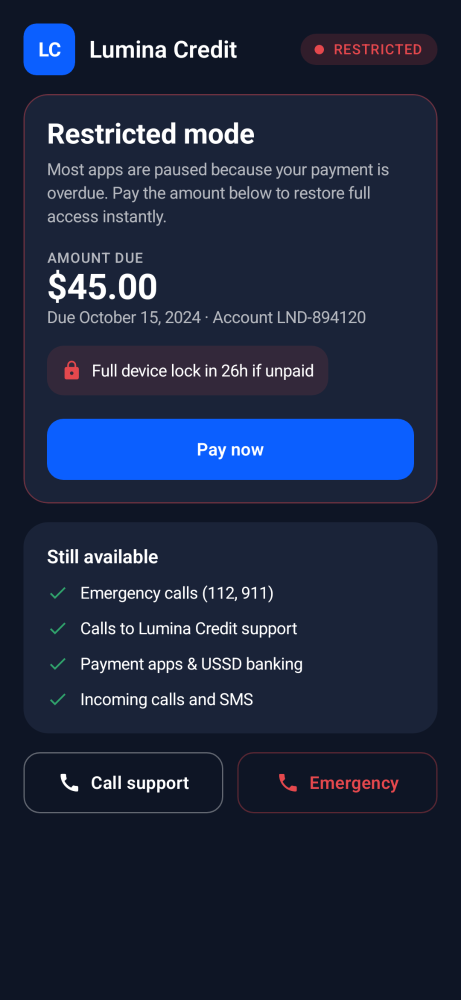 LC
Lumina Credit
RESTRICTED
Restricted mode
Most apps are paused because your payment is
overdue. Pay the amount below to restore full
access instantly.
AMOUNT DUE
$45.00
Due October 15, 2024 · Account LND-894120
Full device lock in 26h if unpaid
Pay now
Still available
Emergency calls (112, 911)
Calls to Lumina Credit support
Payment apps & USSD banking
Incoming calls and SMS
Call support
Emergency